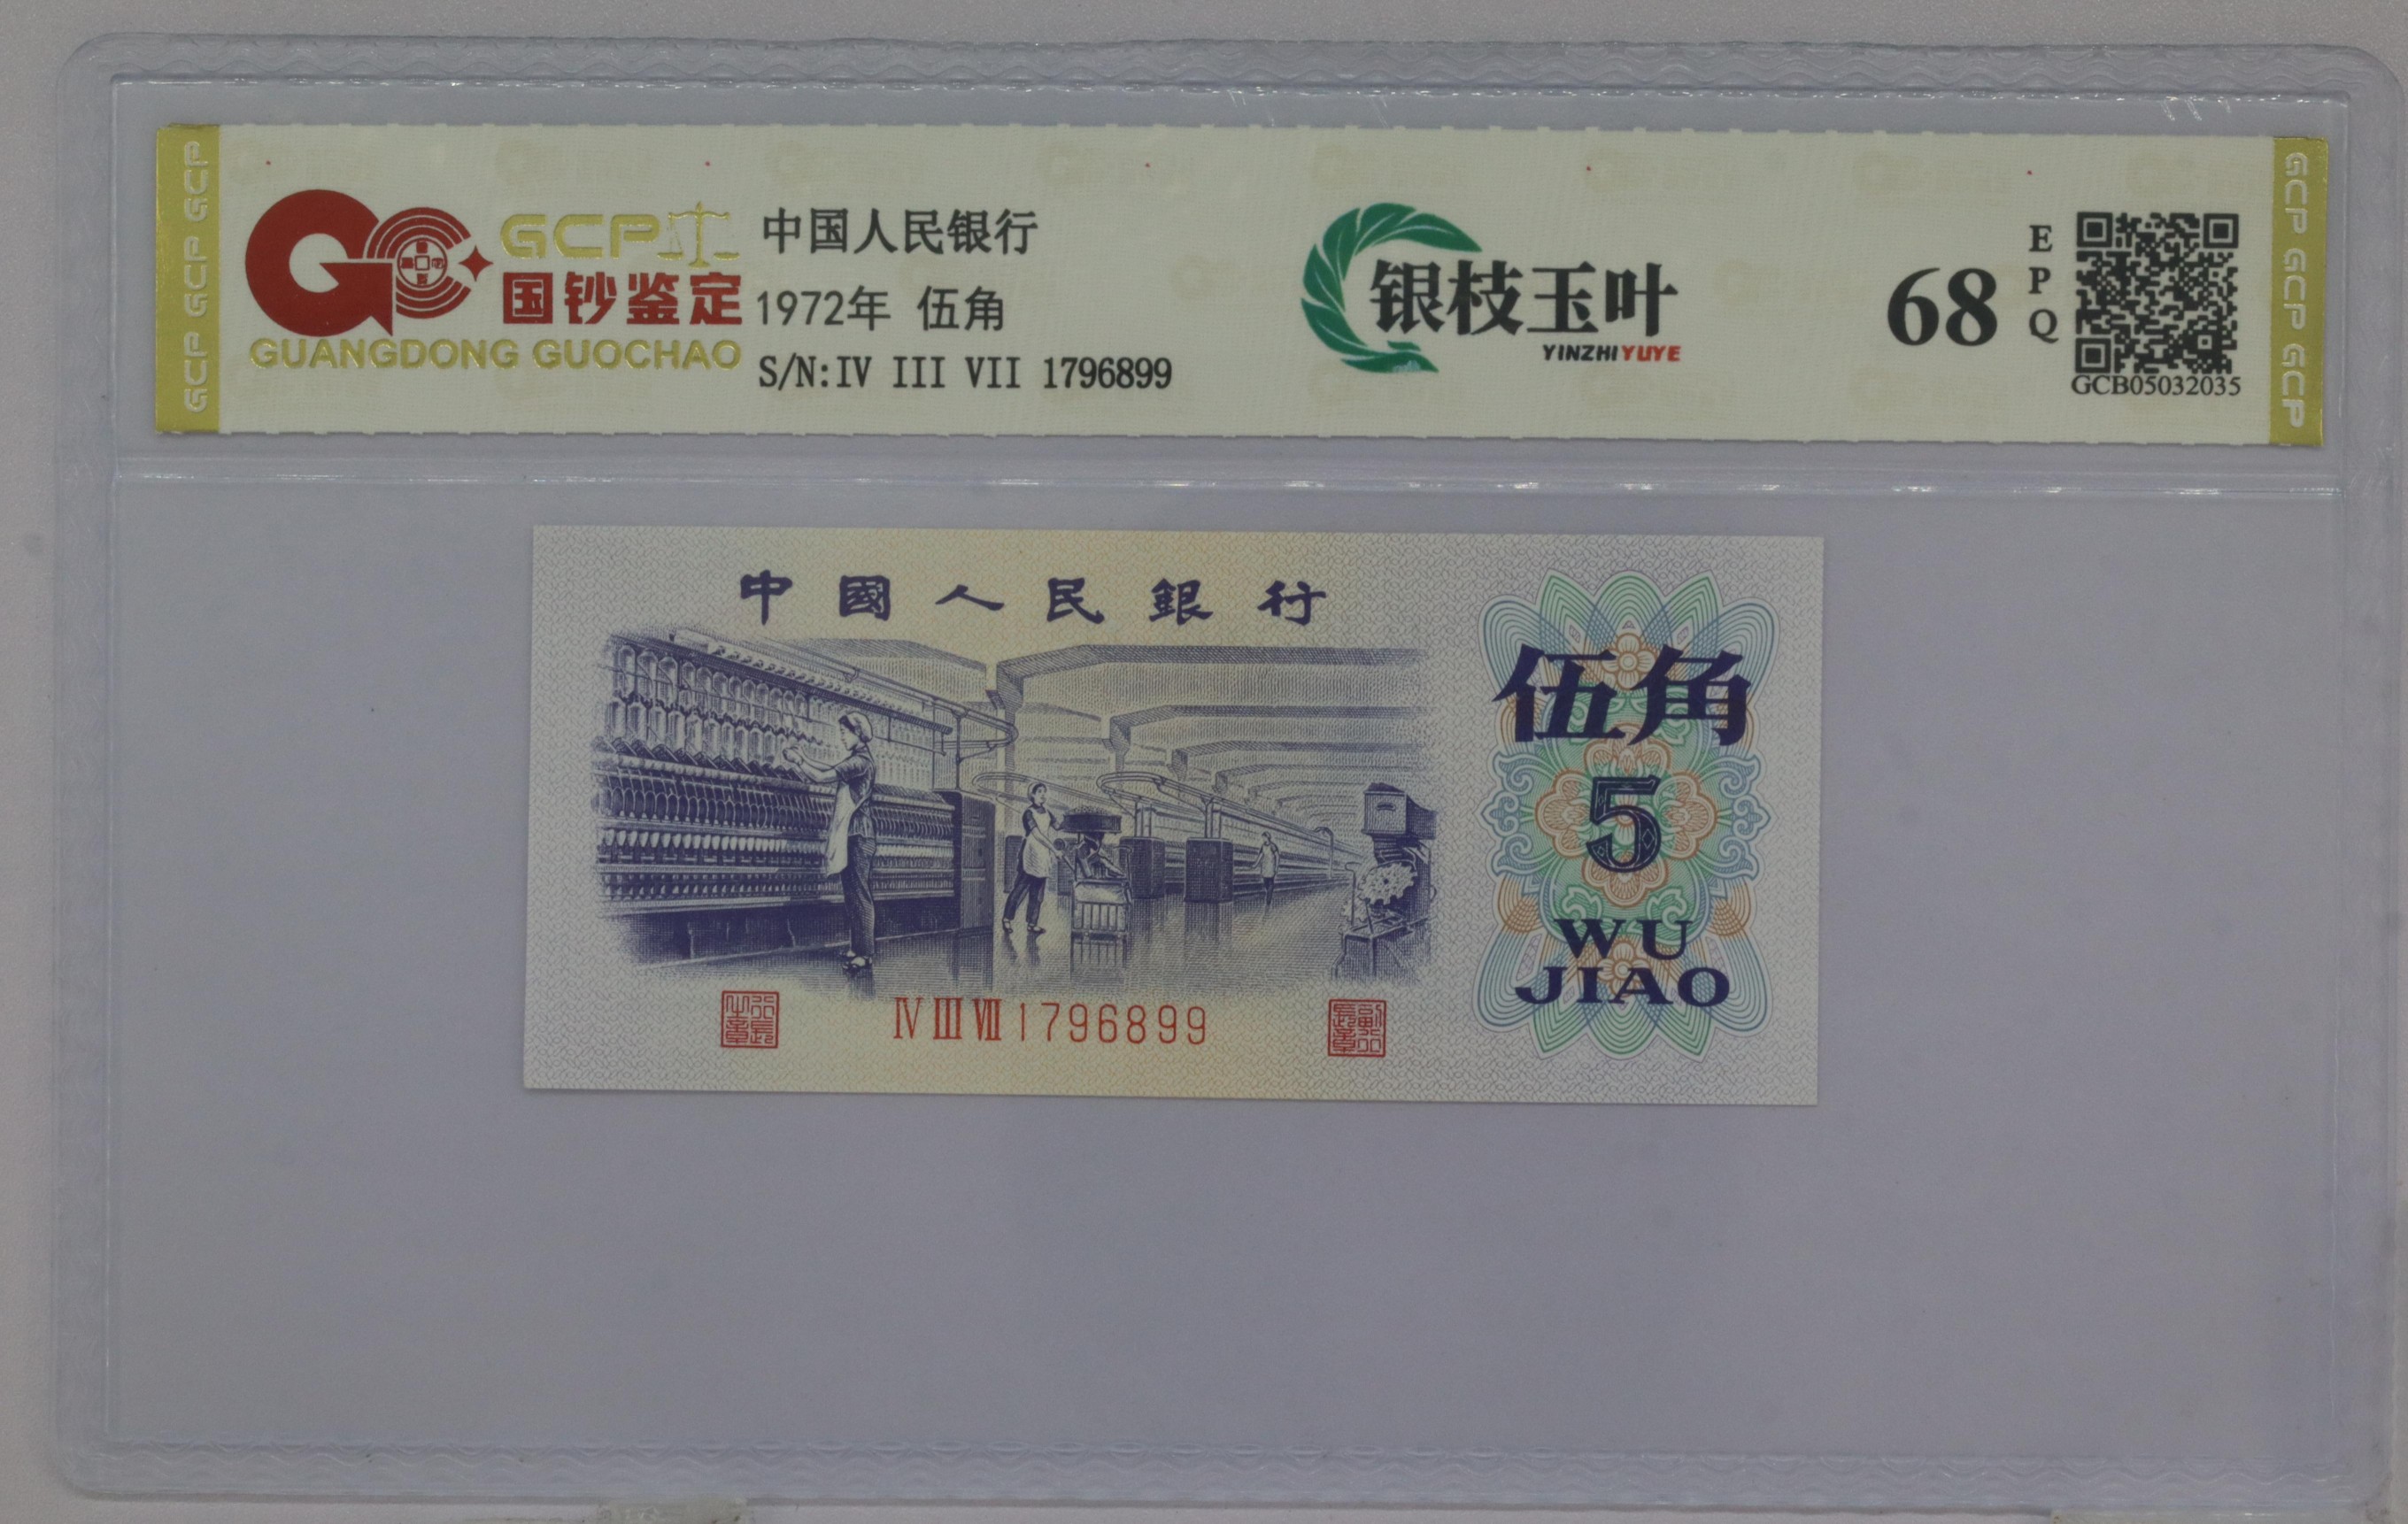 GCP GCP GCP
GCP
国钞鉴定
GUANGDONG GUOCHAO
中国人民银行
1972年 伍角
S/N:IV III VII 1796899
银枝玉叶
YINZHIYUYE
68
E
P
Q
GCB05032035
GCP GCP GCP
中國人民銀行
伍角
5
WU
JIAO
IV III VII 1796899